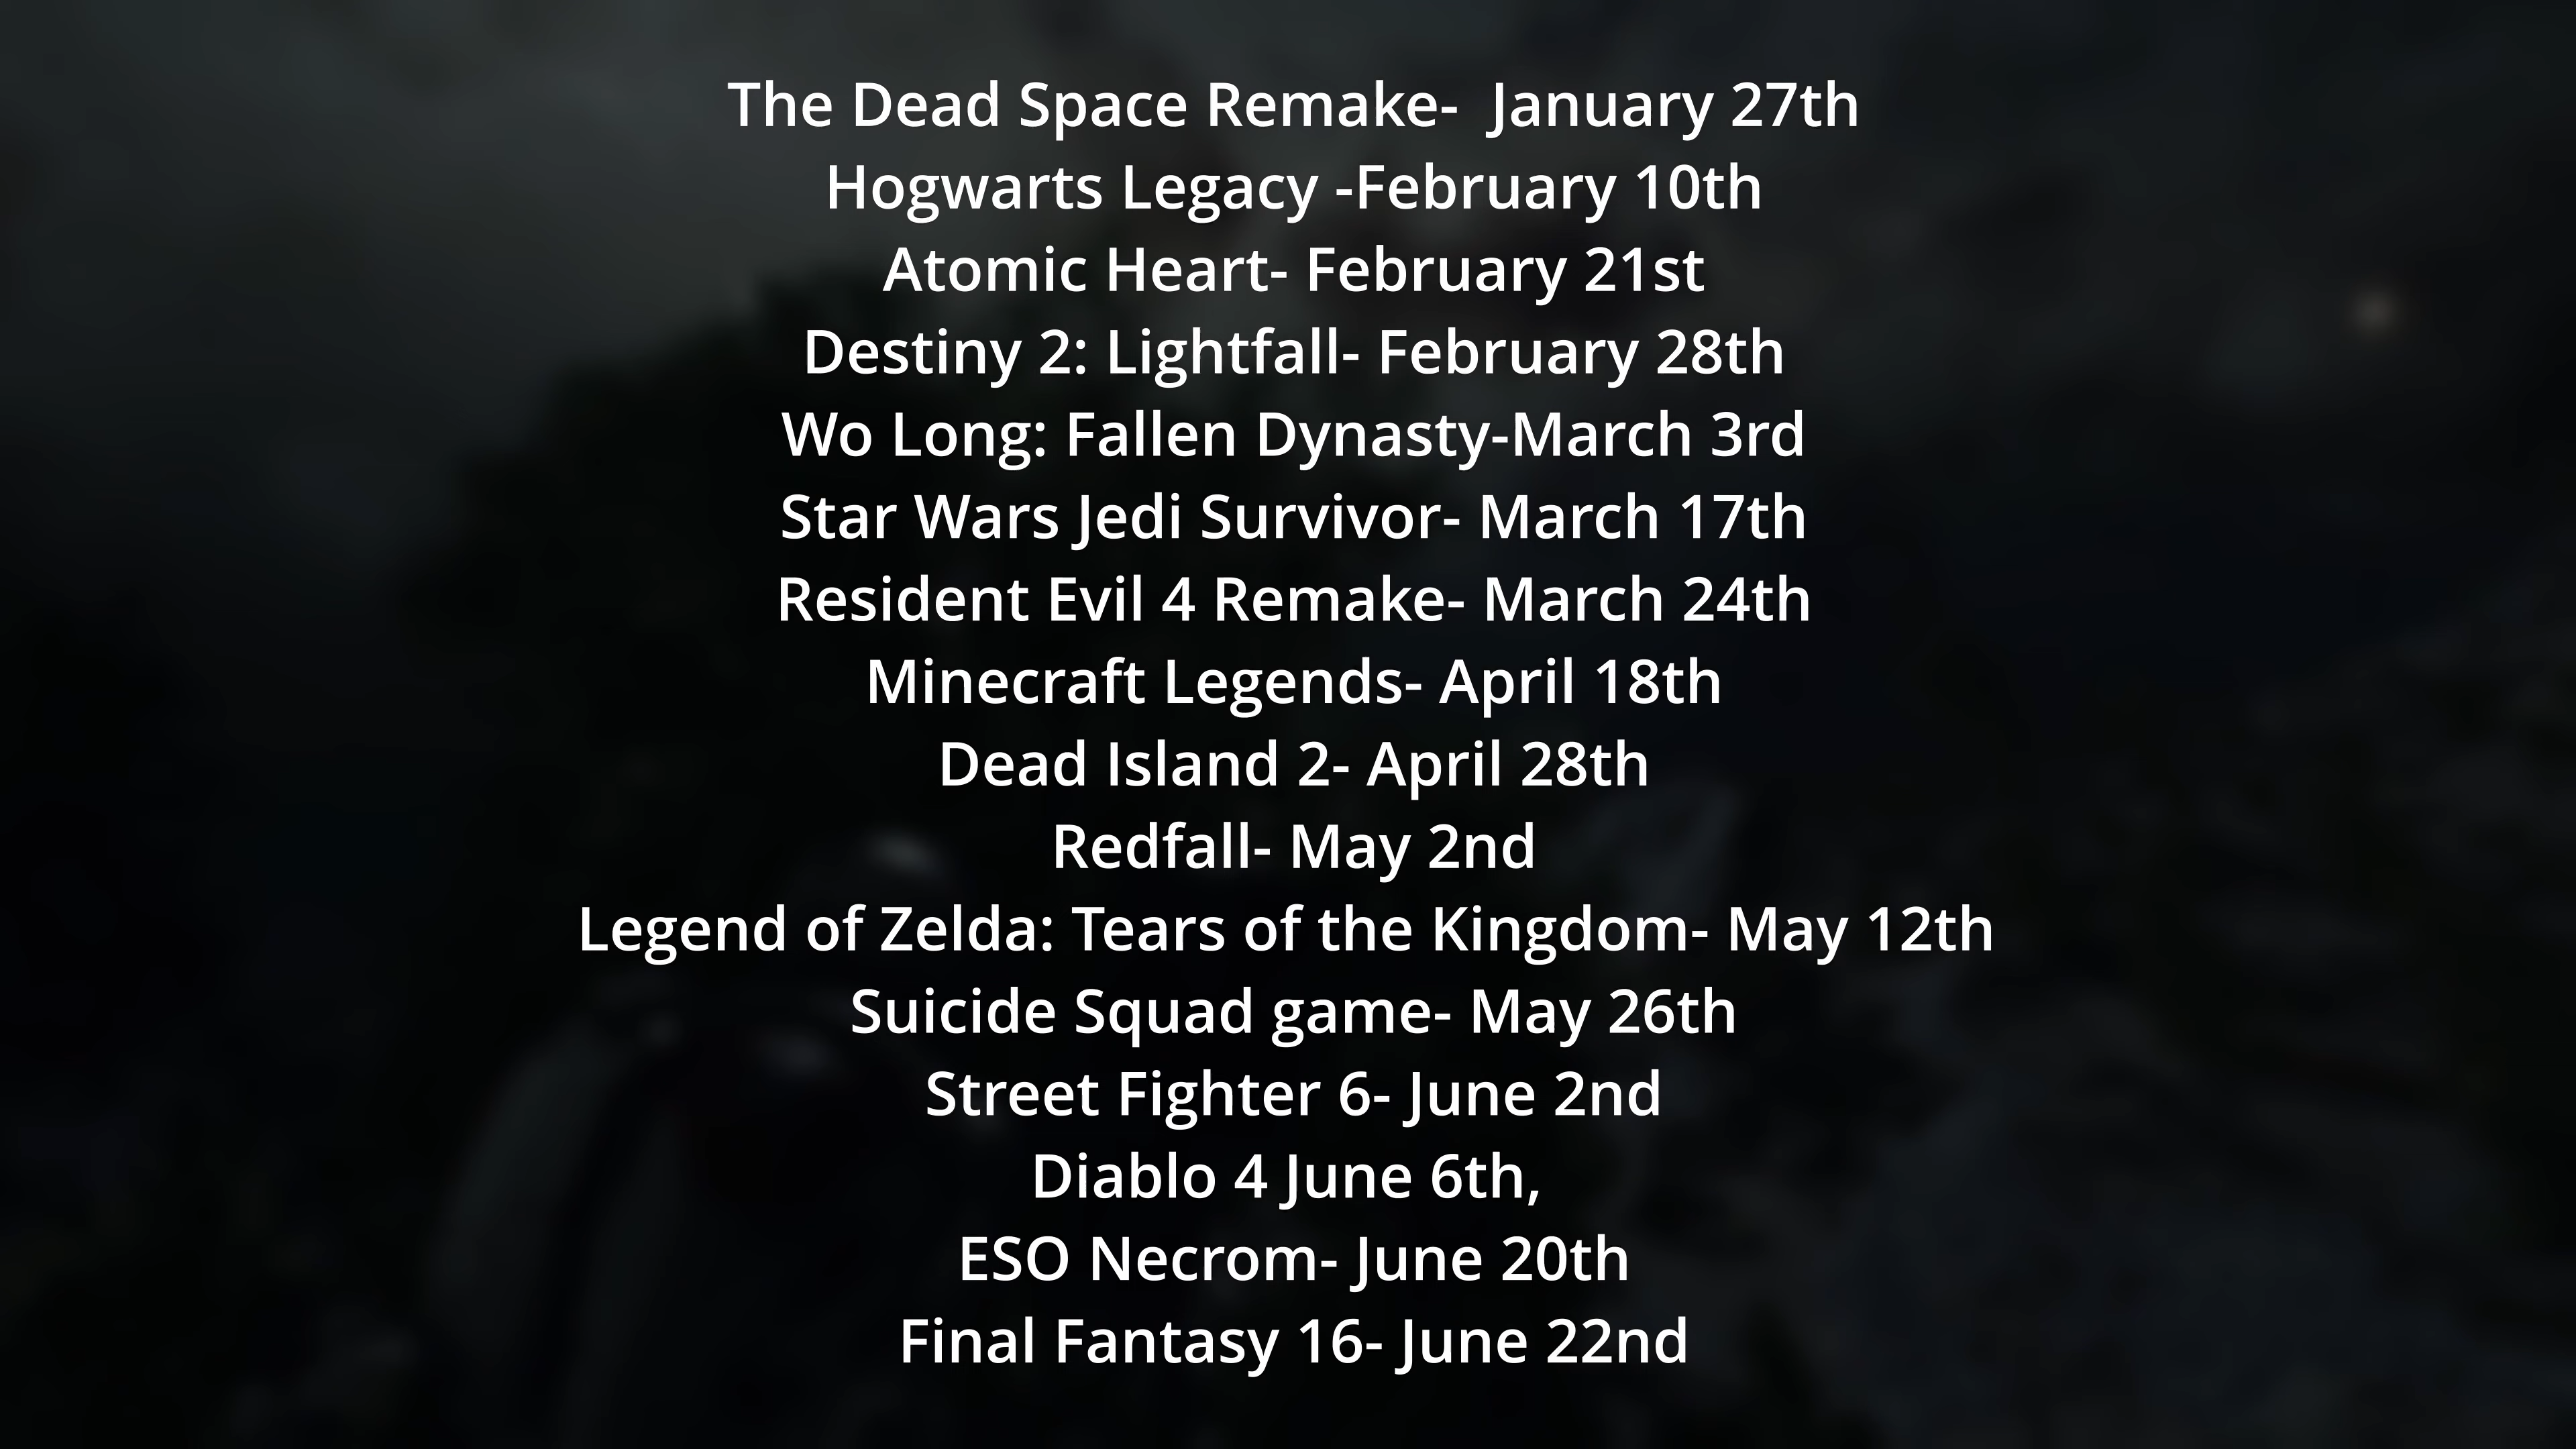 The Dead Space Remake-  January 27th
Hogwarts Legacy -February 10th
Atomic Heart- February 21st
Destiny 2: Lightfall- February 28th
Wo Long: Fallen Dynasty-March 3rd
Star Wars Jedi Survivor- March 17th
Resident Evil 4 Remake- March 24th
Minecraft Legends- April 18th
Dead Island 2- April 28th
Redfall- May 2nd
Legend of Zelda: Tears of the Kingdom- May 12th
Suicide Squad game- May 26th
Street Fighter 6- June 2nd
Diablo 4 June 6th,
ESO Necrom- June 20th
Final Fantasy 16- June 22nd